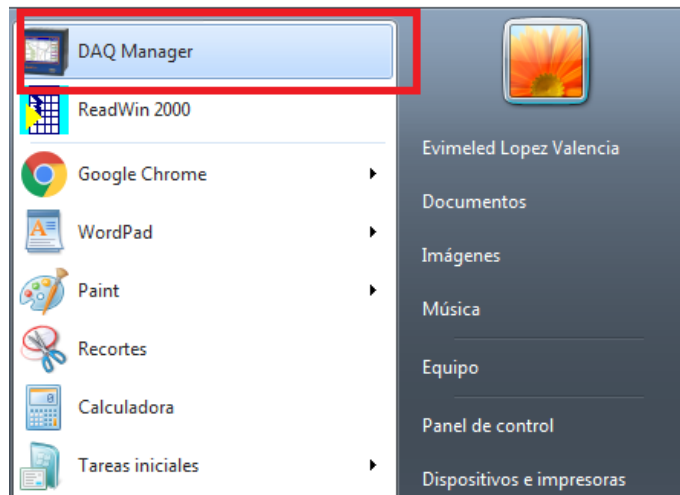 DAQ Manager
ReadWin 2000
Google Chrome
WordPad
Paint
Recortes
Calculadora
Tareas iniciales
Evimeled Lopez Valencia
Documentos
Imágenes
Música
Equipo
Panel de control
Dispositivos e impresoras